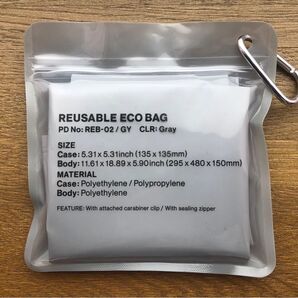 REUSABLE ECO BAG
PD No: REB-02 / GY CLR: Gray
SIZE
Case: 5.31 x 5.31inch (135 x 135mm)
Body: 11.61 x 18.89 x 5.90inch (295 x 480 x 150mm)
MATERIAL
Case: Polyethylene / Polypropylene
Body: Polyethylene
FEATURE: With attached carabiner clip / With sealing zipper